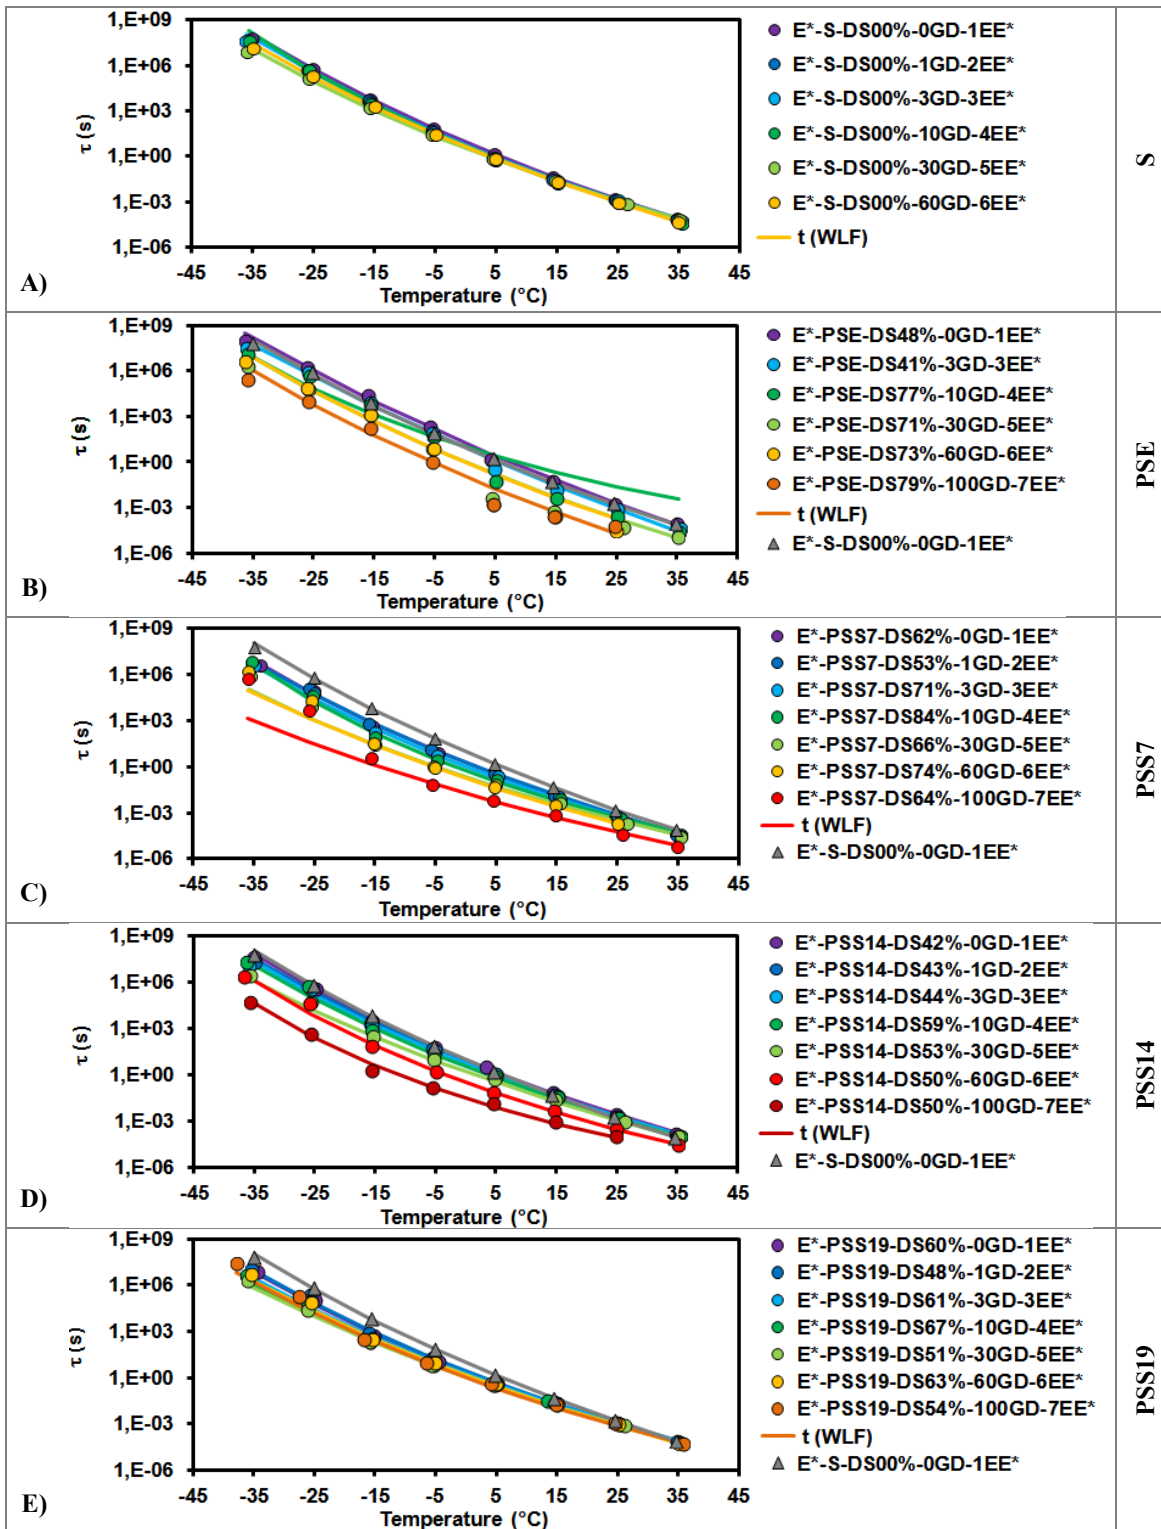 1,E+09
1,E+06
1,E+03
1,E+00
1,E-03
1,E-06
τ (s)
-45 -35 -25 -15 -5 5 15 25 35 45
Temperature (°C)
E*-S-DS00%-0GD-1EE*
E*-S-DS00%-1GD-2EE*
E*-S-DS00%-3GD-3EE*
E*-S-DS00%-10GD-4EE*
E*-S-DS00%-30GD-5EE*
E*-S-DS00%-60GD-6EE*
t (WLF)
A)
S
1,E+09
1,E+06
1,E+03
1,E+00
1,E-03
1,E-06
τ (s)
-45 -35 -25 -15 -5 5 15 25 35 45
Temperature (°C)
E*-PSE-DS48%-0GD-1EE*
E*-PSE-DS41%-3GD-3EE*
E*-PSE-DS77%-10GD-4EE*
E*-PSE-DS71%-30GD-5EE*
E*-PSE-DS73%-60GD-6EE*
E*-PSE-DS79%-100GD-7EE*
t (WLF)
E*-S-DS00%-0GD-1EE*
B)
PSE
1,E+09
1,E+06
1,E+03
1,E+00
1,E-03
1,E-06
τ (s)
-45 -35 -25 -15 -5 5 15 25 35 45
Temperature (°C)
E*-PSS7-DS62%-0GD-1EE*
E*-PSS7-DS53%-1GD-2EE*
E*-PSS7-DS71%-3GD-3EE*
E*-PSS7-DS84%-10GD-4EE*
E*-PSS7-DS66%-30GD-5EE*
E*-PSS7-DS74%-60GD-6EE*
E*-PSS7-DS64%-100GD-7EE*
t (WLF)
E*-S-DS00%-0GD-1EE*
C)
PSS7
1,E+09
1,E+06
1,E+03
1,E+00
1,E-03
1,E-06
τ (s)
-45 -35 -25 -15 -5 5 15 25 35 45
Temperature (°C)
E*-PSS14-DS42%-0GD-1EE*
E*-PSS14-DS43%-1GD-2EE*
E*-PSS14-DS44%-3GD-3EE*
E*-PSS14-DS59%-10GD-4EE*
E*-PSS14-DS53%-30GD-5EE*
E*-PSS14-DS50%-60GD-6EE*
E*-PSS14-DS50%-100GD-7EE*
t (WLF)
E*-S-DS00%-0GD-1EE*
D)
PSS14
1,E+09
1,E+06
1,E+03
1,E+00
1,E-03
1,E-06
τ (s)
-45 -35 -25 -15 -5 5 15 25 35 45
Temperature (°C)
E*-PSS19-DS60%-0GD-1EE*
E*-PSS19-DS48%-1GD-2EE*
E*-PSS19-DS61%-3GD-3EE*
E*-PSS19-DS67%-10GD-4EE*
E*-PSS19-DS51%-30GD-5EE*
E*-PSS19-DS63%-60GD-6EE*
E*-PSS19-DS54%-100GD-7EE*
t (WLF)
E*-S-DS00%-0GD-1EE*
E)
PSS19